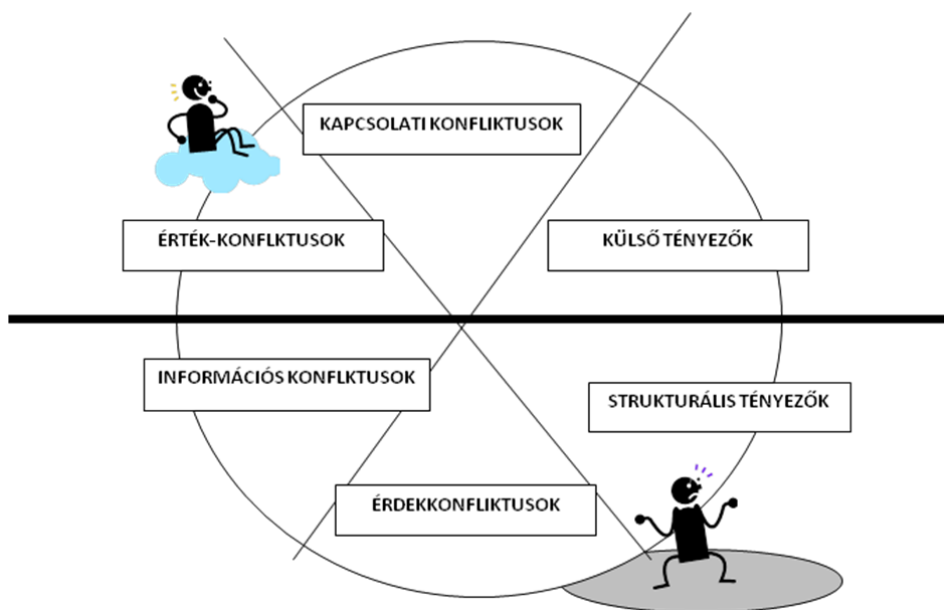 KAPCSOLATI KONFLIKTUSOK
ÉRTÉK-KONFLKTUSOK
KÜLSŐ TÉNYEZŐK
INFORMÁCIÓS KONFLKTUSOK
STRUKTURÁLIS TÉNYEZŐK
ÉRDEKKONFLIKTUSOK